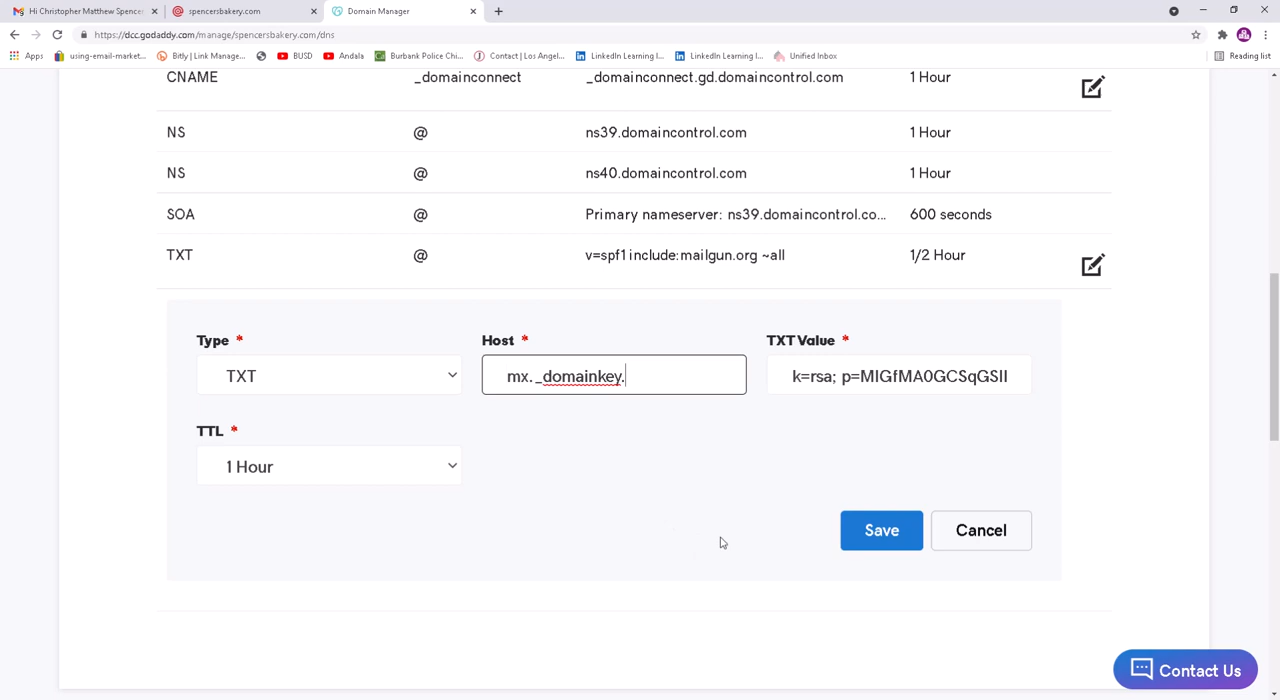 Hi Christopher Matthew Spencer
spencersbakery.com
Domain Manager
https://dcc.godaddy.com/manage/spencersbakery.com/dns
Apps using-email-market... Bitly | Link Manage... BUSD Andala Burbank Police Chi... Contact | Los Angel... LinkedIn Learning I... LinkedIn Learning I... Unified Inbox Reading list
CNAME _domainconnect _domainconnect.gd.domaincontrol.com 1 Hour
NS @ ns39.domaincontrol.com 1 Hour
NS @ ns40.domaincontrol.com 1 Hour
SOA @ Primary nameserver: ns39.domaincontrol.co... 600 seconds
TXT @ v=spf1 include:mailgun.org ~all 1/2 Hour
Type * Host * TXT Value *
TXT mx._domainkey. k=rsa; p=MIGfMA0GCSqGSII
TTL *
1 Hour
Save Cancel
Contact Us